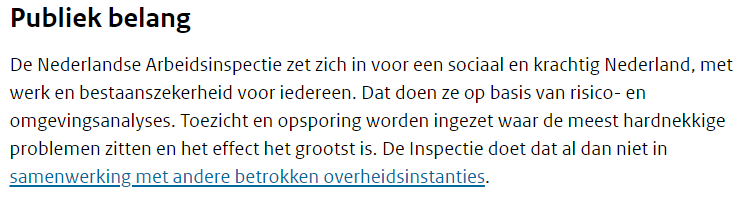 Publiek belang
De Nederlandse Arbeidsinspectie zet zich in voor een sociaal en krachtig Nederland, met
werk en bestaanszekerheid voor iedereen. Dat doen ze op basis van risico- en
omgevingsanalyses. Toezicht en opsporing worden ingezet waar de meest hardnekkige
problemen zitten en het effect het grootst is. De Inspectie doet dat al dan niet in
samenwerking met andere betrokken overheidsinstanties.